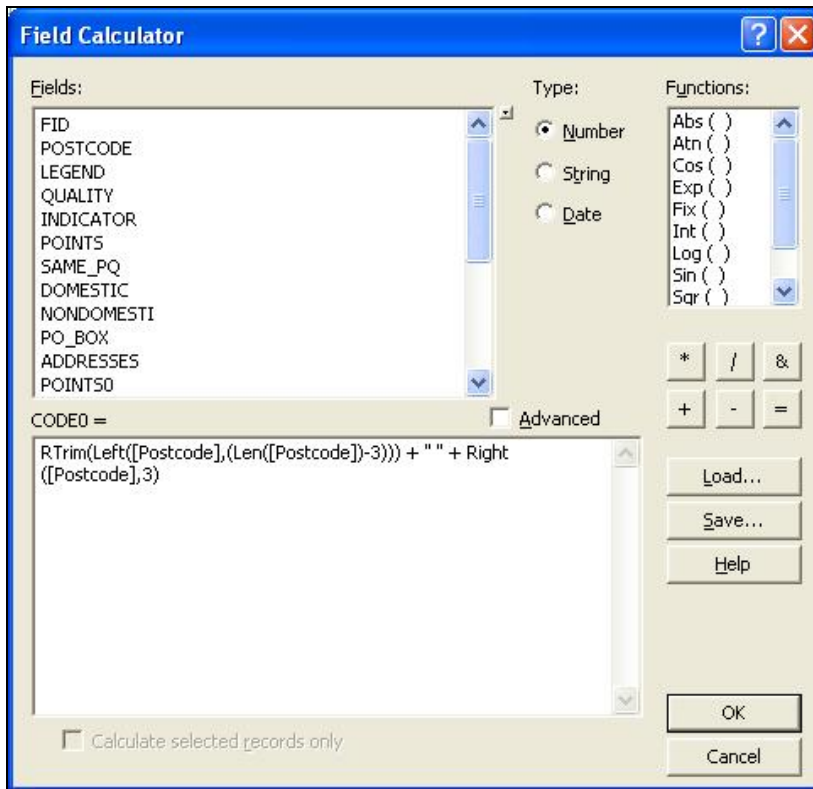 Field Calculator
Fields:
FID
POSTCODE
LEGEND
QUALITY
INDICATOR
POINTS
SAME_PQ
DOMESTIC
NONDOMESTI
PO_BOX
ADDRESSES
POINTS0
Type:
Number
String
Date
Functions:
Abs ( )
Atn ( )
Cos ( )
Exp ( )
Fix ( )
Int ( )
Log ( )
Sin ( )
Sqr ( )
* / &
+ - =
CODE0 =
Advanced
RTrim(Left([Postcode],(Len([Postcode])-3))) + " " + Right
([Postcode],3)
Load...
Save...
Help
Calculate selected records only
OK
Cancel